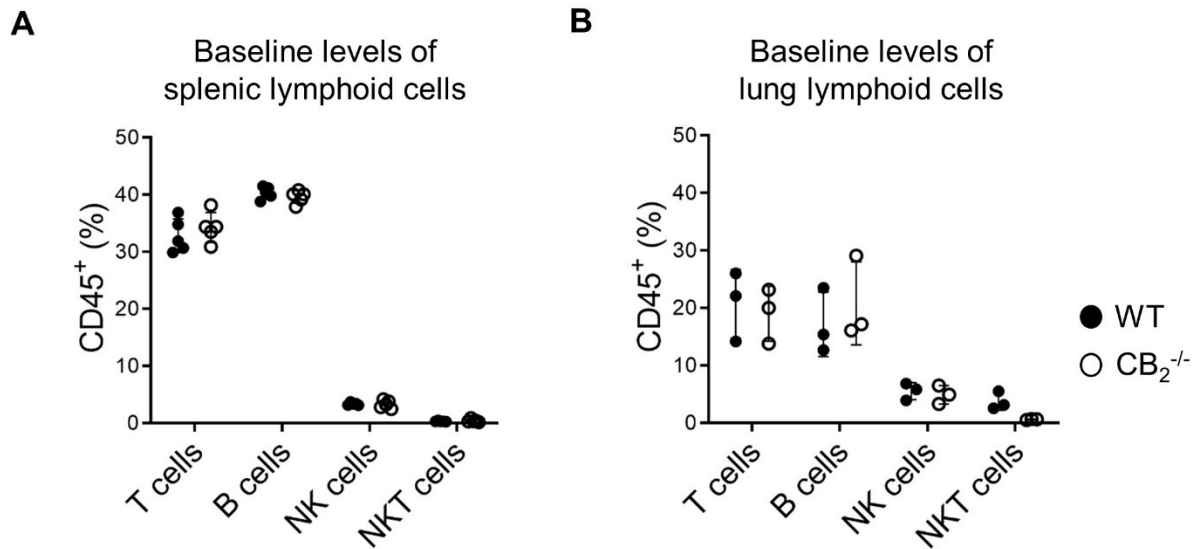 A
Baseline levels of
splenic lymphoid cells
CD45⁺ (%)
50
40
30
20
10
0
T cells
B cells
NK cells
NKT cells
B
Baseline levels of
lung lymphoid cells
CD45⁺ (%)
50
40
30
20
10
0
T cells
B cells
NK cells
NKT cells
WT
CB₂⁻/⁻